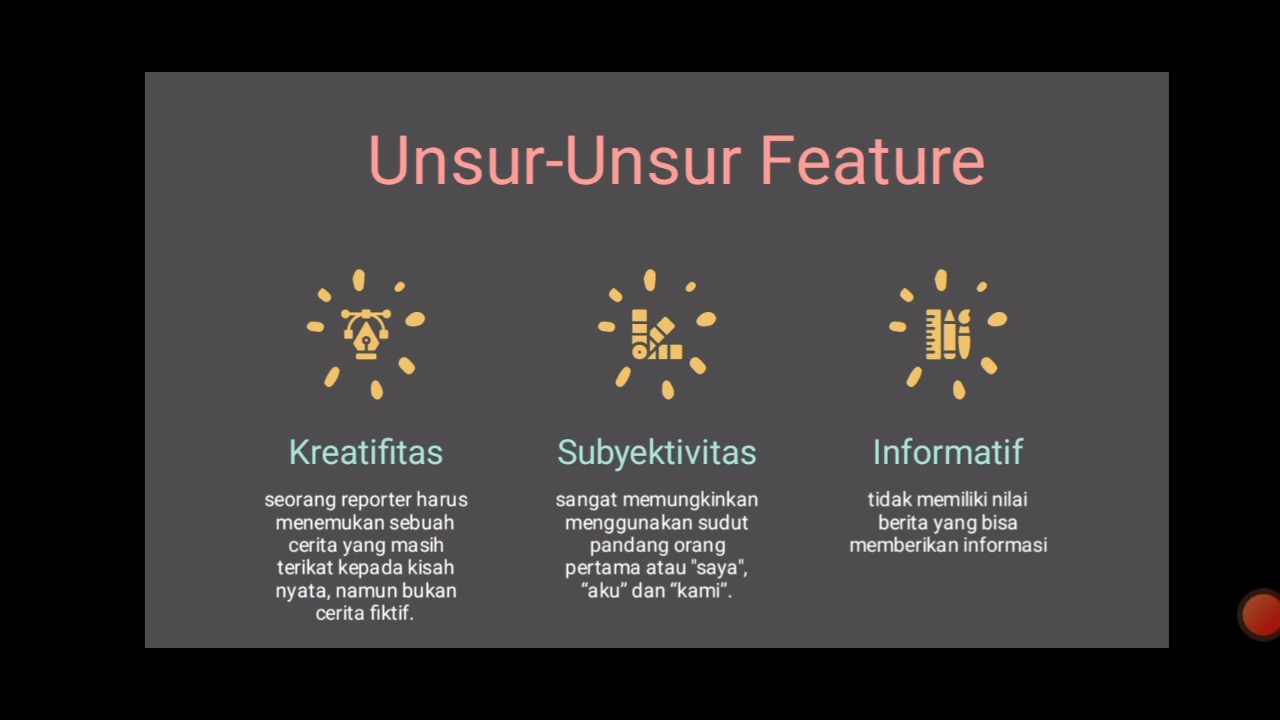 Unsur-Unsur Feature
Kreatifitas
seorang reporter harus
menemukan sebuah
cerita yang masih
terikat kepada kisah
nyata, namun bukan
cerita fiktif.
Subyektivitas
sangat memungkinkan
menggunakan sudut
pandang orang
pertama atau "saya",
“aku” dan “kami”.
Informatif
tidak memiliki nilai
berita yang bisa
memberikan informasi